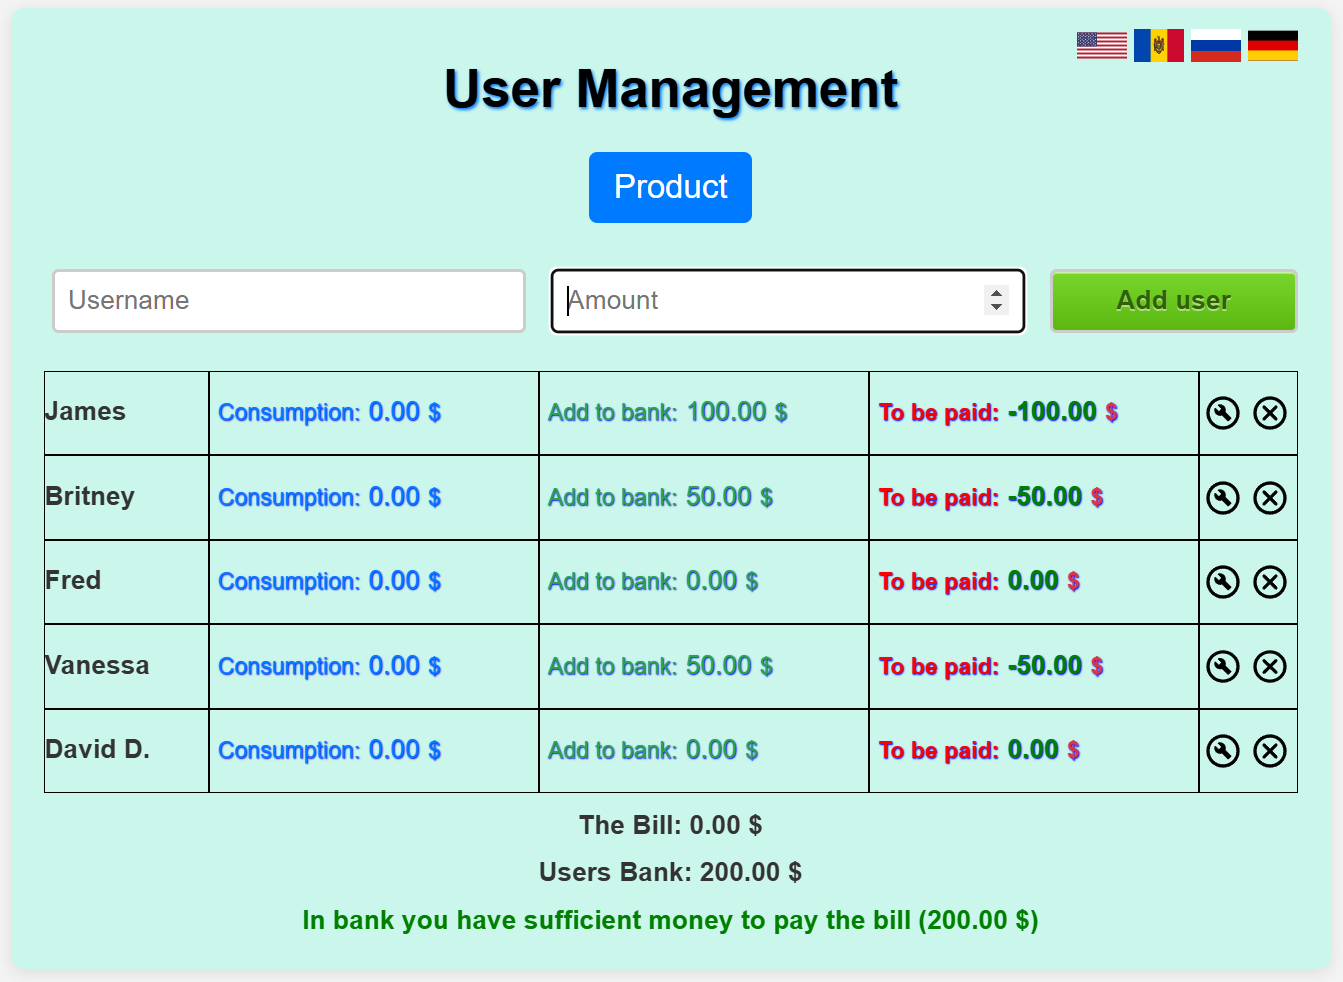 User Management
Product
Username Amount Add user
James Consumption: 0.00 $ Add to bank: 100.00 $ To be paid: -100.00 $
Britney Consumption: 0.00 $ Add to bank: 50.00 $ To be paid: -50.00 $
Fred Consumption: 0.00 $ Add to bank: 0.00 $ To be paid: 0.00 $
Vanessa Consumption: 0.00 $ Add to bank: 50.00 $ To be paid: -50.00 $
David D. Consumption: 0.00 $ Add to bank: 0.00 $ To be paid: 0.00 $
The Bill: 0.00 $
Users Bank: 200.00 $
In bank you have sufficient money to pay the bill (200.00 $)